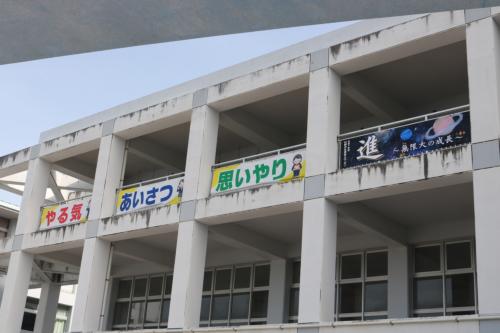 やる気
あいさつ
思いやり
進
～無限大の成長～